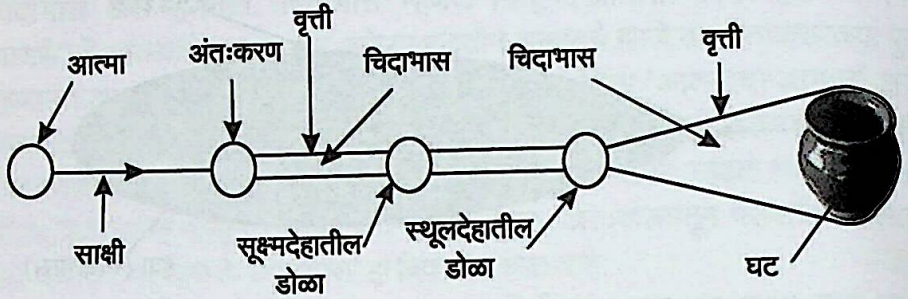 आत्मा
अंतःकरण
वृत्ती
चिदाभास
चिदाभास
वृत्ती
साक्षी
सूक्ष्मदेहातील
डोळा
स्थूलदेहातील
डोळा
घट